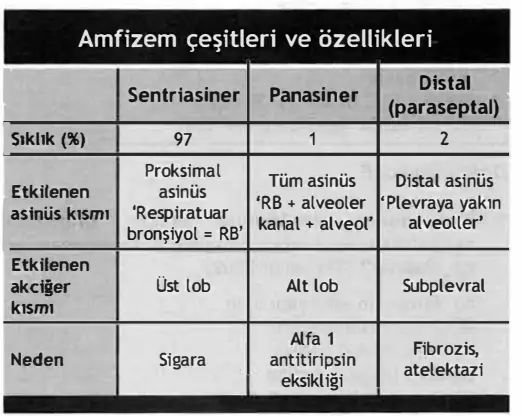 Amfizem çeşitleri ve özellikleri
Sentriasiner Panasiner Distal
(paraseptal)
Sıklık (%) 97 1 2
Etkilenen
asinüs kısmı
Proksimal
asinüs
‘Respiratuar
bronşiyol = RB’
Tüm asinüs
‘RB + alveoler
kanal + alveol’
Distal asinüs
‘Plevraya yakın
alveoller’
Etkilenen
akciğer
kısmı
Üst lob
Alt lob
Subplevral
Neden
Sigara
Alfa 1
antitiripsin
eksikliği
Fibrozis,
atelektazi